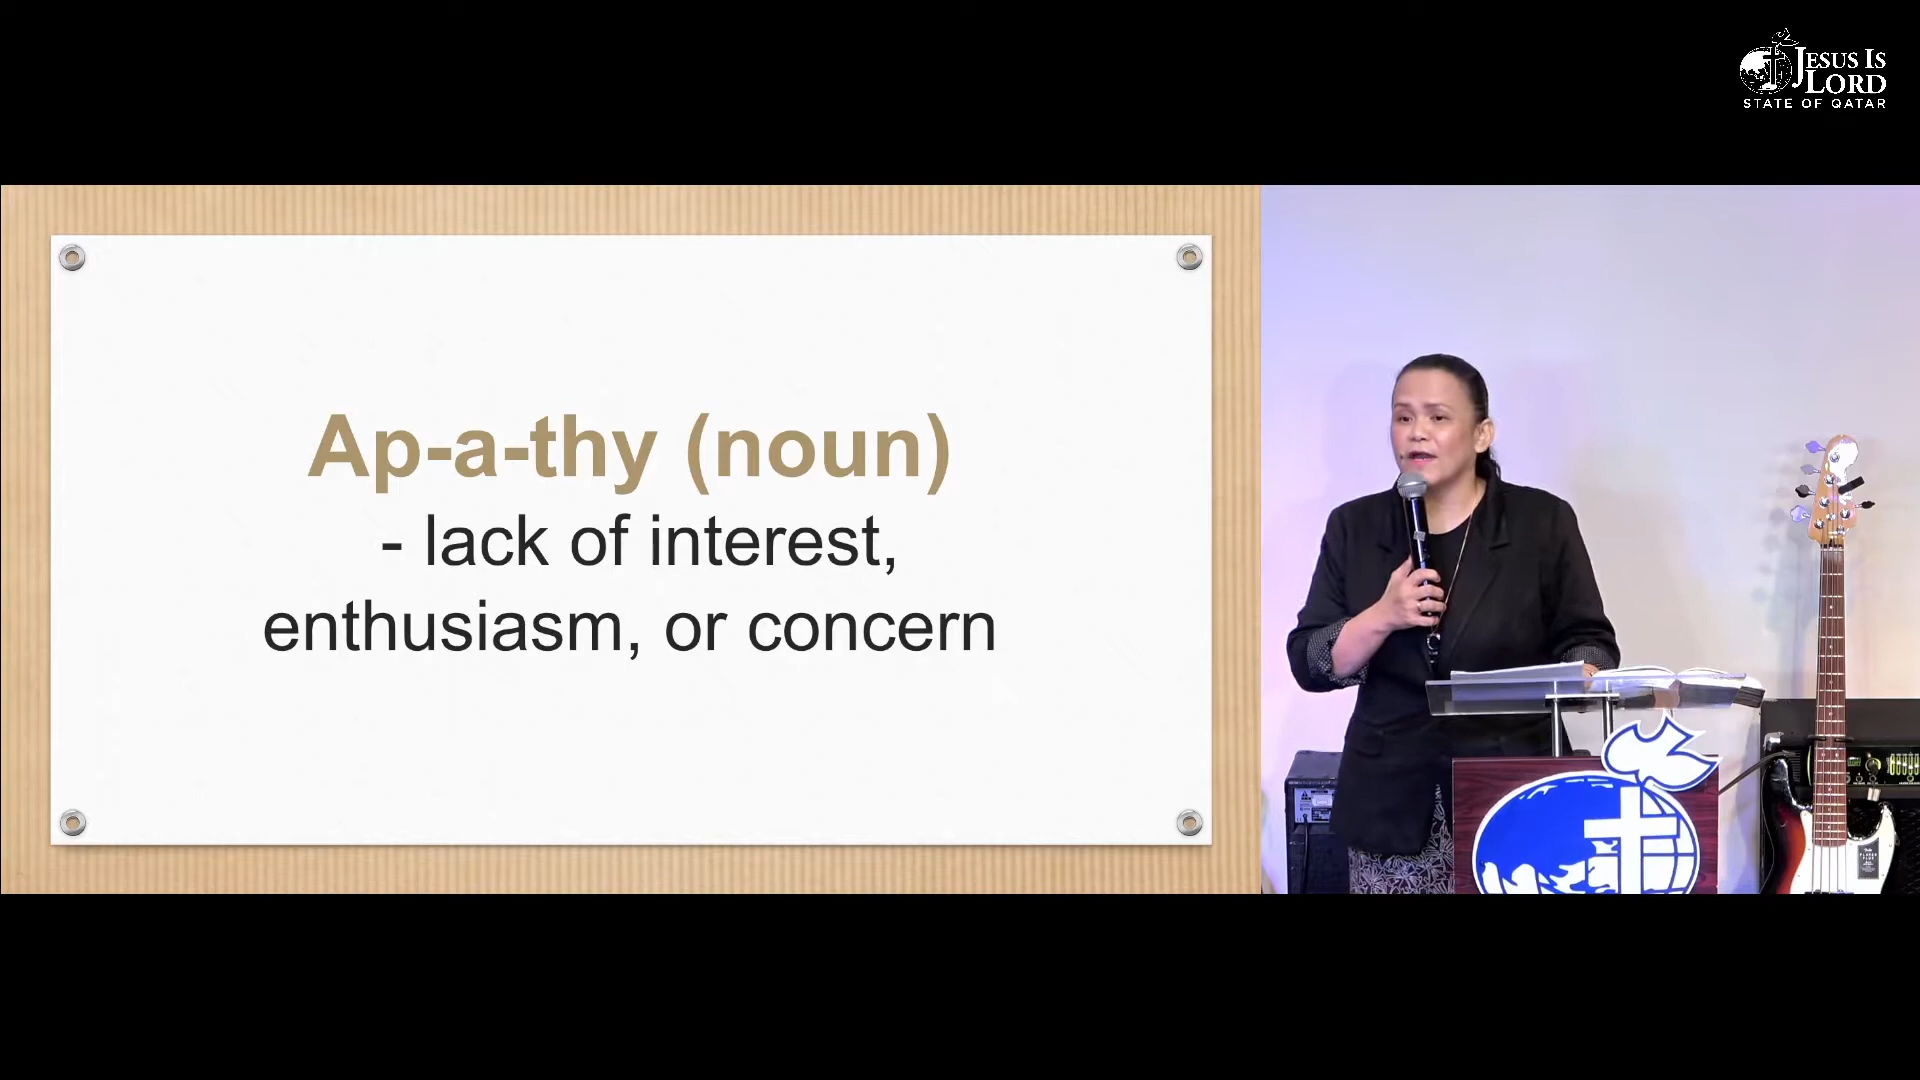 JESUS IS
LORD
STATE OF QATAR
Ap-a-thy (noun)
- lack of interest,
enthusiasm, or concern